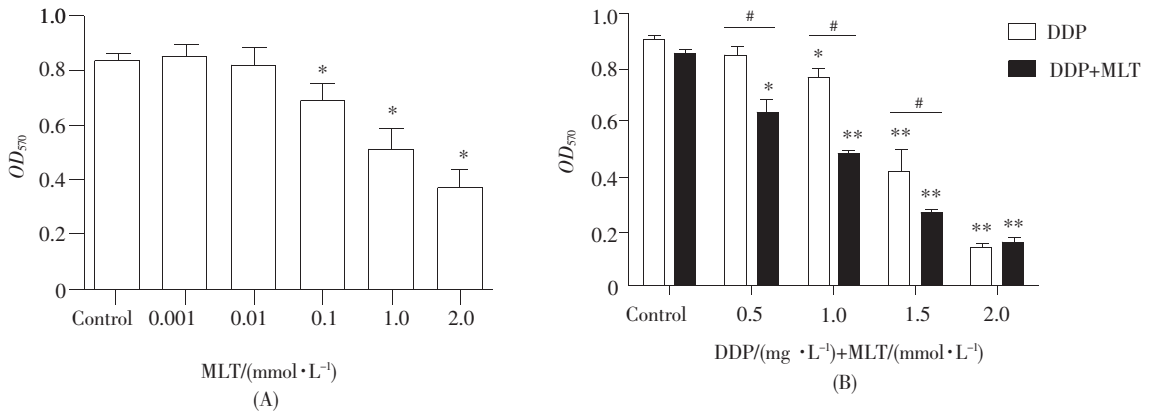 1.0
0.8
0.6
0.4
0.2
0
OD570
*
*
*
Control 0.001 0.01 0.1 1.0 2.0
MLT/(mmol·L⁻¹)
(A)
1.0
0.8
0.6
0.4
0.2
0
OD570
#
#
#
*
*
**
**
**
**
**
Control 0.5 1.0 1.5 2.0
DDP/(mg ·L⁻¹)+MLT/(mmol·L⁻¹)
(B)
DDP
DDP+MLT